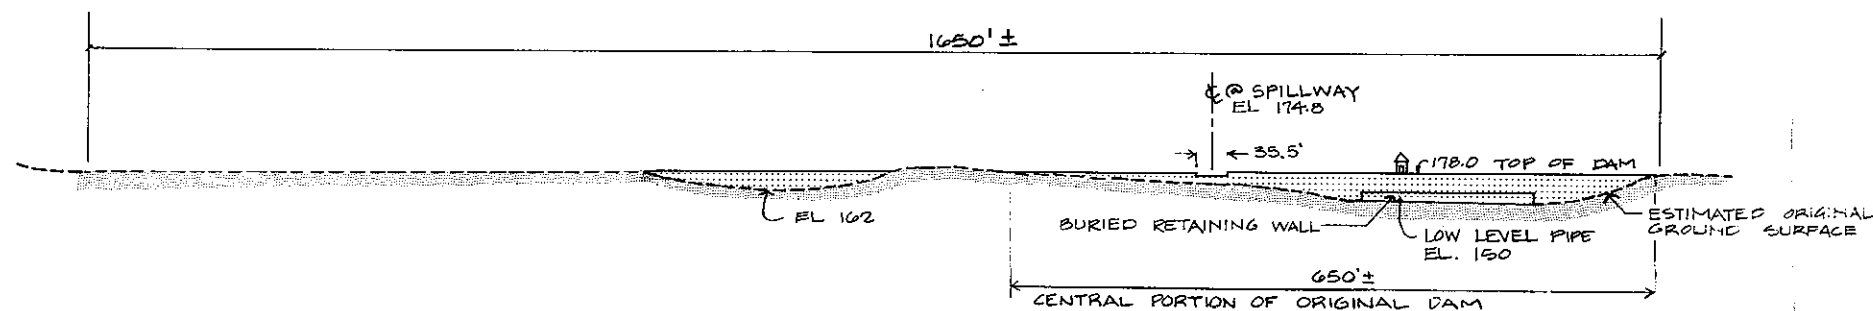 1650' ±
℄ @ SPILLWAY
EL 174.8
35.5'
178.0 TOP OF DAM
EL 162
BURIED RETAINING WALL
LOW LEVEL PIPE
EL. 150
ESTIMATED ORIGINAL
GROUND SURFACE
650' ±
CENTRAL PORTION OF ORIGINAL DAM